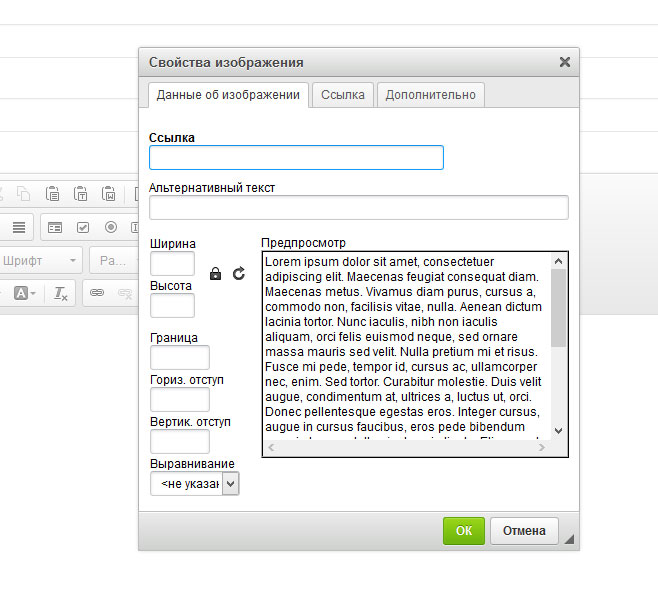 Свойства изображения
Данные об изображении
Ссылка
Дополнительно
Ссылка
Альтернативный текст
Ширина
Высота
Граница
Гориз. отступ
Вертик. отступ
Выравнивание
<не указан
Предпросмотр
Lorem ipsum dolor sit amet, consectetuer
adipiscing elit. Maecenas feugiat consequat diam.
Maecenas metus. Vivamus diam purus, cursus a,
commodo non, facilisis vitae, nulla. Aenean dictum
lacinia tortor. Nunc iaculis, nibh non iaculis
aliquam, orci felis euismod neque, sed ornare
massa mauris sed velit. Nulla pretium mi et risus.
Fusce mi pede, tempor id, cursus ac, ullamcorper
nec, enim. Sed tortor. Curabitur molestie. Duis velit
augue, condimentum at, ultrices a, luctus ut, orci.
Donec pellentesque egestas eros. Integer cursus,
augue in cursus faucibus, eros pede bibendum
OK
Отмена
Шрифт
Ра...